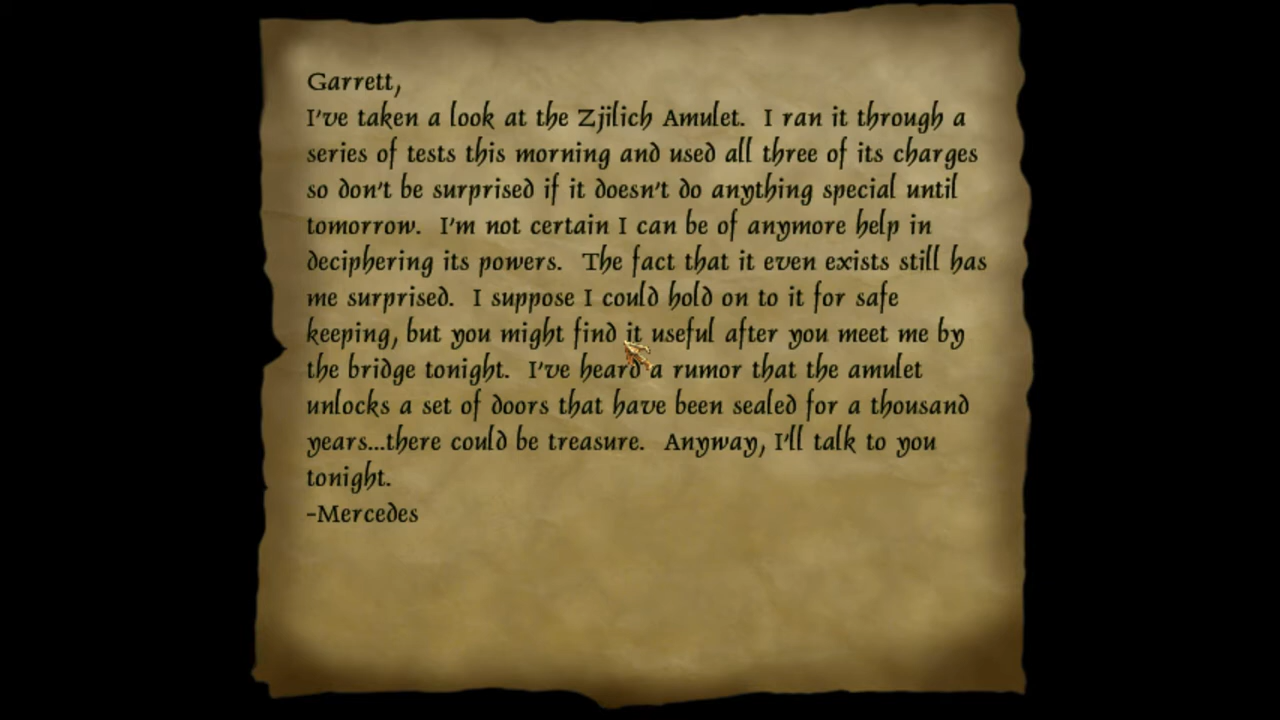 Garrett,
I've taken a look at the Zjilich Amulet.  I ran it through a
series of tests this morning and used all three of its charges
so don't be surprised if it doesn't do anything special until
tomorrow.  I'm not certain I can be of anymore help in
deciphering its powers.  The fact that it even exists still has
me surprised.  I suppose I could hold on to it for safe
keeping, but you might find it useful after you meet me by
the bridge tonight.  I've heard a rumor that the amulet
unlocks a set of doors that have been sealed for a thousand
years...there could be treasure.  Anyway, I'll talk to you
tonight.
-Mercedes